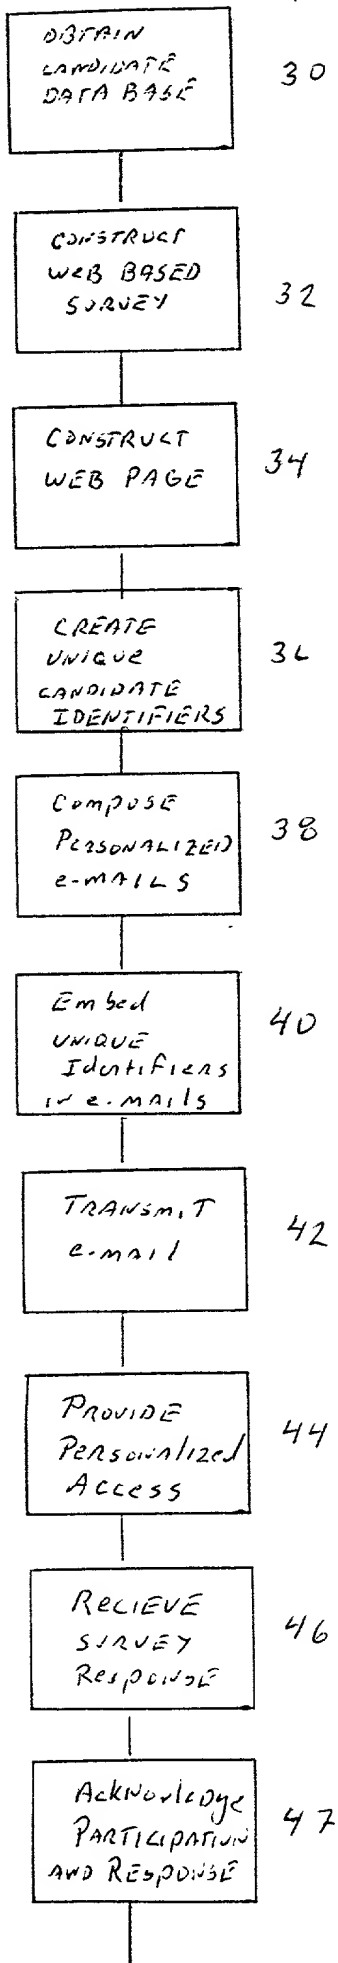 OBTAIN
CANDIDATE
DATA BASE
30
CONSTRUCT
WEB BASED
SURVEY
32
CONSTRUCT
WEB PAGE
34
CREATE
UNIQUE
CANDIDATE
IDENTIFIERS
36
Compose
PERSONALIZED
e-MAILS
38
Embed
UNIQUE
Identifiers
in e-mails
40
TRANSMIT
e-mail
42
PROVIDE
Personalized
Access
44
RECIEVE
SURVEY
Response
46
Acknowledge
PARTICIPATION
AND RESPONSE
47